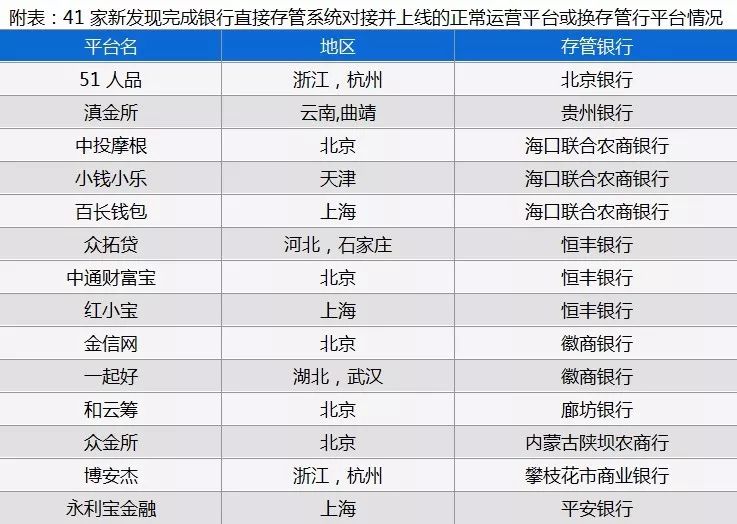 附表：41 家新发现完成银行直接存管系统对接并上线的正常运营平台或换存管行平台情况
平台名 地区 存管银行
51 人品 浙江，杭州 北京银行
滇金所 云南,曲靖 贵州银行
中投摩根 北京 海口联合农商银行
小钱小乐 天津 海口联合农商银行
百长钱包 上海 海口联合农商银行
众拓贷 河北，石家庄 恒丰银行
中通财富宝 北京 恒丰银行
红小宝 上海 恒丰银行
金信网 北京 徽商银行
一起好 湖北，武汉 徽商银行
和云筹 北京 廊坊银行
众金所 北京 内蒙古陕坝农商行
博安杰 浙江，杭州 攀枝花市商业银行
永利宝金融 上海 平安银行